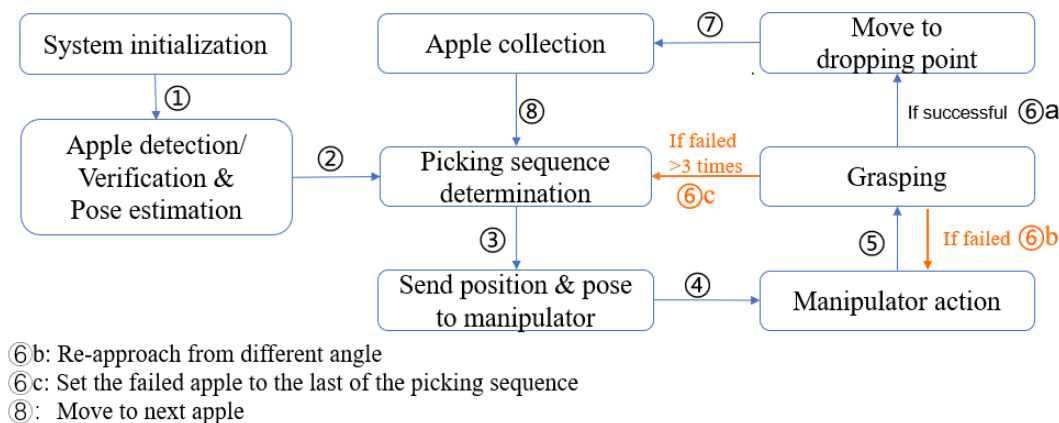 System initialization
①
Apple detection/
Verification &
Pose estimation
②
Apple collection
⑧
Picking sequence
determination
③
Send position & pose
to manipulator
④
Manipulator action
⑤
If failed ⑥b
Grasping
If failed
>3 times
⑥c
If successful ⑥a
Move to
dropping point
⑦
⑥b: Re-approach from different angle
⑥c: Set the failed apple to the last of the picking sequence
⑧: Move to next apple